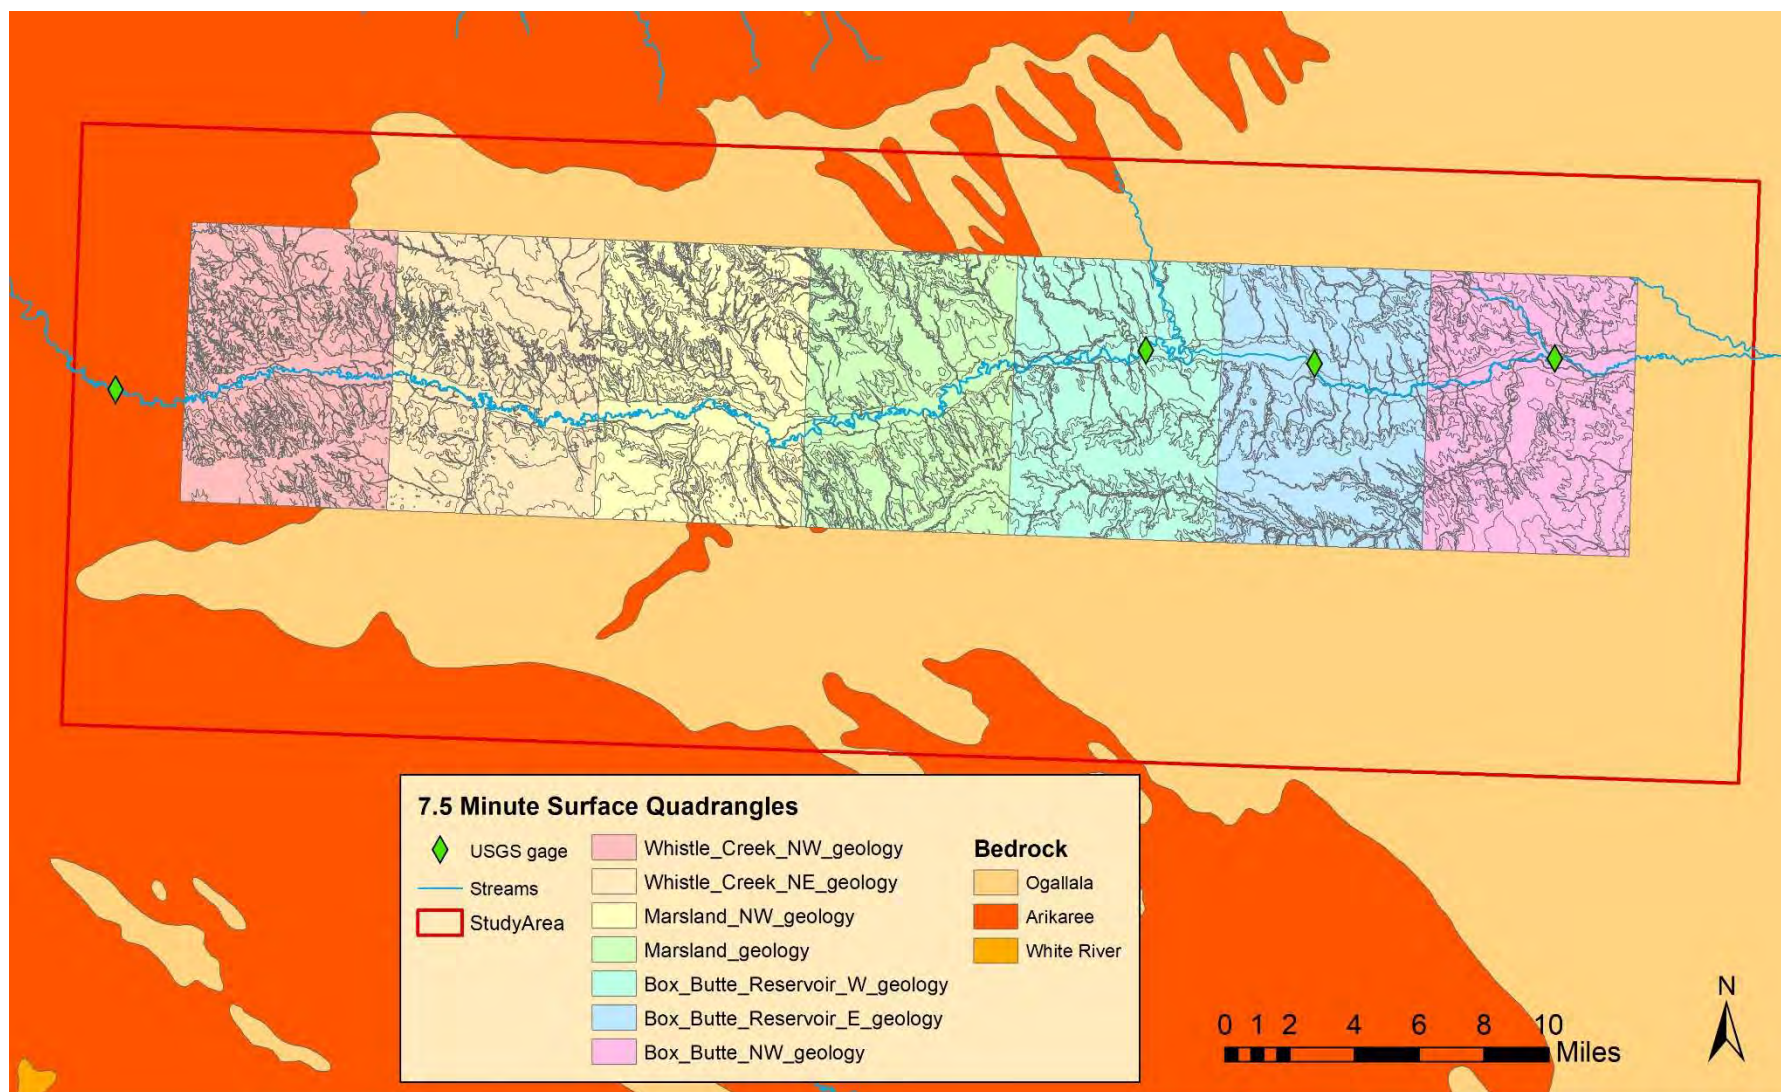 7.5 Minute Surface Quadrangles
USGS gage
Streams
StudyArea
Whistle_Creek_NW_geology
Whistle_Creek_NE_geology
Marsland_NW_geology
Marsland_geology
Box_Butte_Reservoir_W_geology
Box_Butte_Reservoir_E_geology
Box_Butte_NW_geology
Bedrock
Ogallala
Arikaree
White River
N
0 1 2 4 6 8 10
Miles